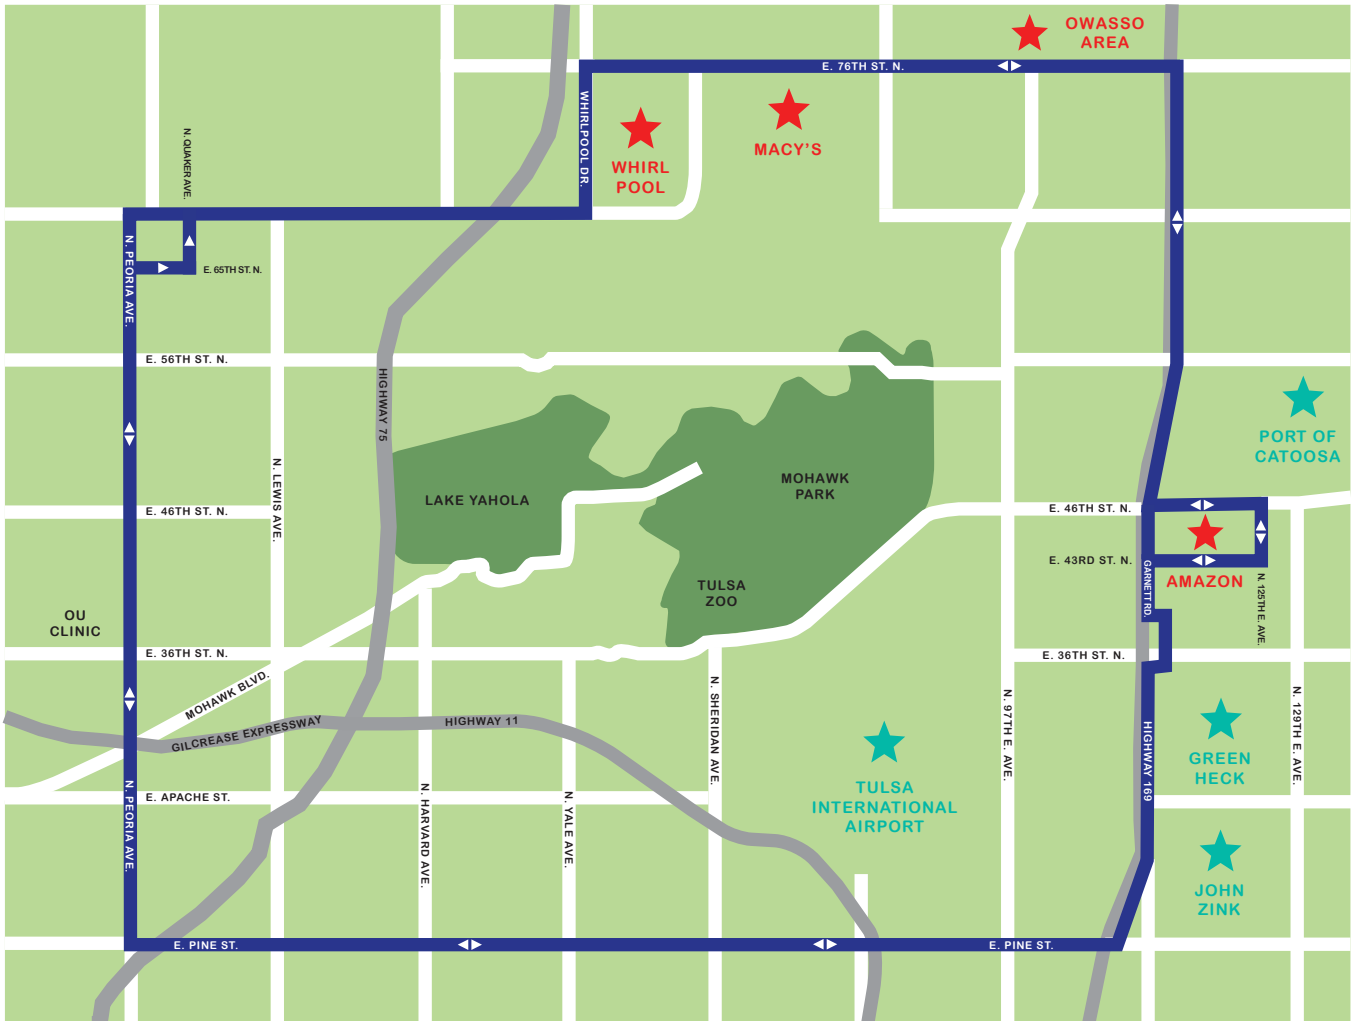 OWASSO
AREA
E. 76TH ST. N.
WHIRLPOOL DR.
WHIRL
POOL
MACY'S
N. QUAKER AVE.
N. PEORIA AVE.
E. 65TH ST. N.
E. 56TH ST. N.
HIGHWAY 75
PORT OF
CATOOSA
N. LEWIS AVE.
LAKE YAHOLA
MOHAWK
PARK
E. 46TH ST. N.
E. 46TH ST. N.
E. 43RD ST. N.
GARNETT RD.
AMAZON
N. 125TH E. AVE.
TULSA
ZOO
OU
CLINIC
E. 36TH ST. N.
E. 36TH ST. N.
MOHAWK BLVD.
GILCREASE EXPRESSWAY
HIGHWAY 11
N. SHERIDAN AVE.
N. 97TH E. AVE.
HIGHWAY 169
N. 129TH E. AVE.
GREEN
HECK
TULSA
INTERNATIONAL
AIRPORT
E. APACHE ST.
N. PEORIA AVE.
N. HARVARD AVE.
N. YALE AVE.
JOHN
ZINK
E. PINE ST.
E. PINE ST.